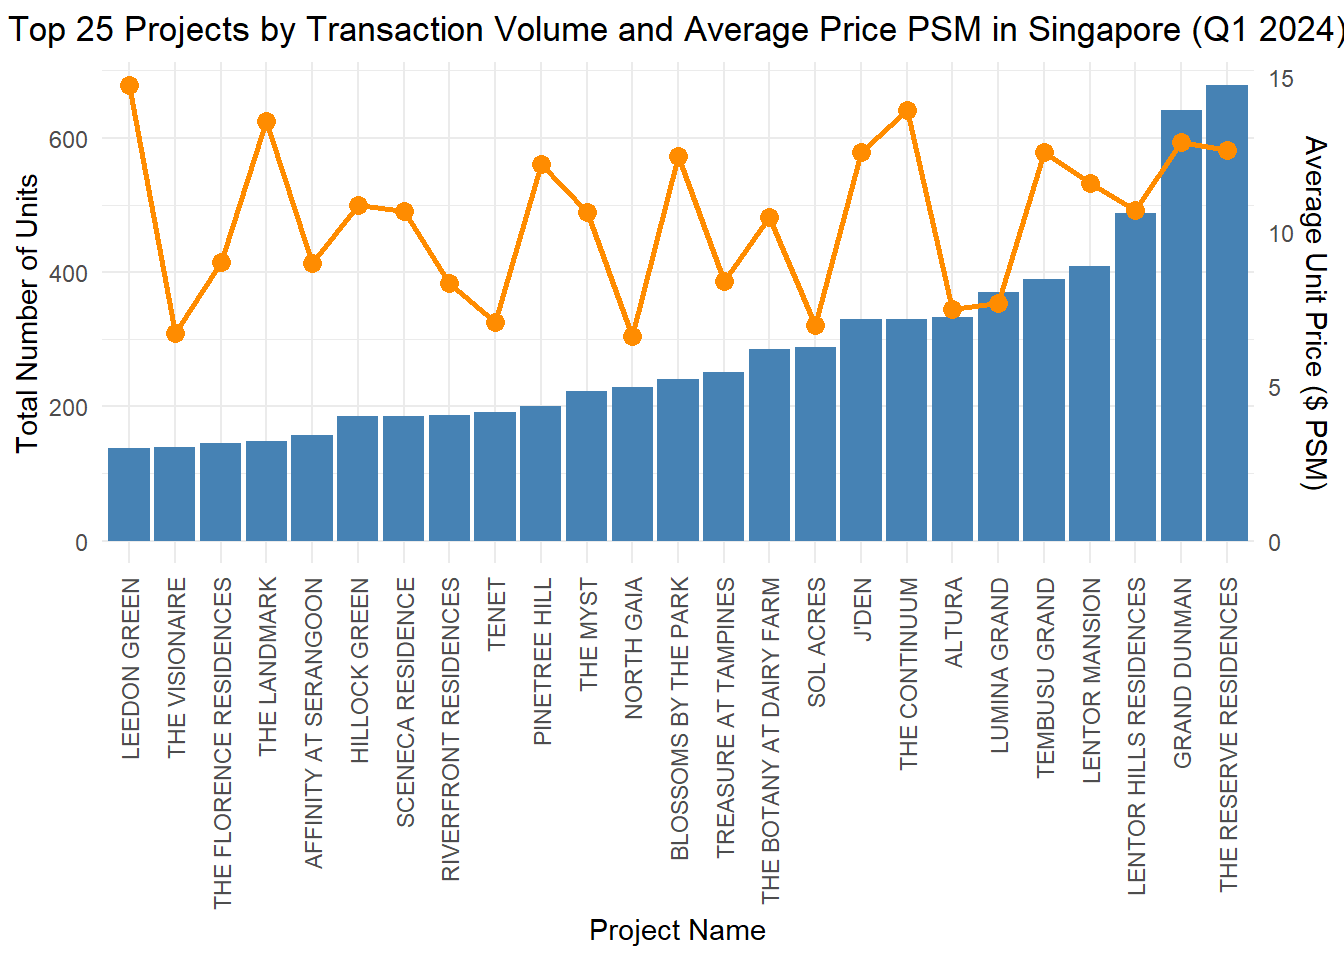 Top 25 Projects by Transaction Volume and Average Price PSM in Singapore (Q1 2024)
Total Number of Units
600
400
200
0
15
10
5
0
Average Unit Price ($ PSM)
LEEDON GREEN
THE VISIONAIRE
THE FLORENCE RESIDENCES
THE LANDMARK
AFFINITY AT SERANGOON
HILLOCK GREEN
SCENECA RESIDENCE
RIVERFRONT RESIDENCES
TENET
PINETREE HILL
THE MYST
NORTH GAIA
BLOSSOMS BY THE PARK
TREASURE AT TAMPINES
THE BOTANY AT DAIRY FARM
SOL ACRES
J'DEN
THE CONTINUUM
ALTURA
LUMINA GRAND
TEMBUSU GRAND
LENTOR MANSION
LENTOR HILLS RESIDENCES
GRAND DUNMAN
THE RESERVE RESIDENCES
Project Name